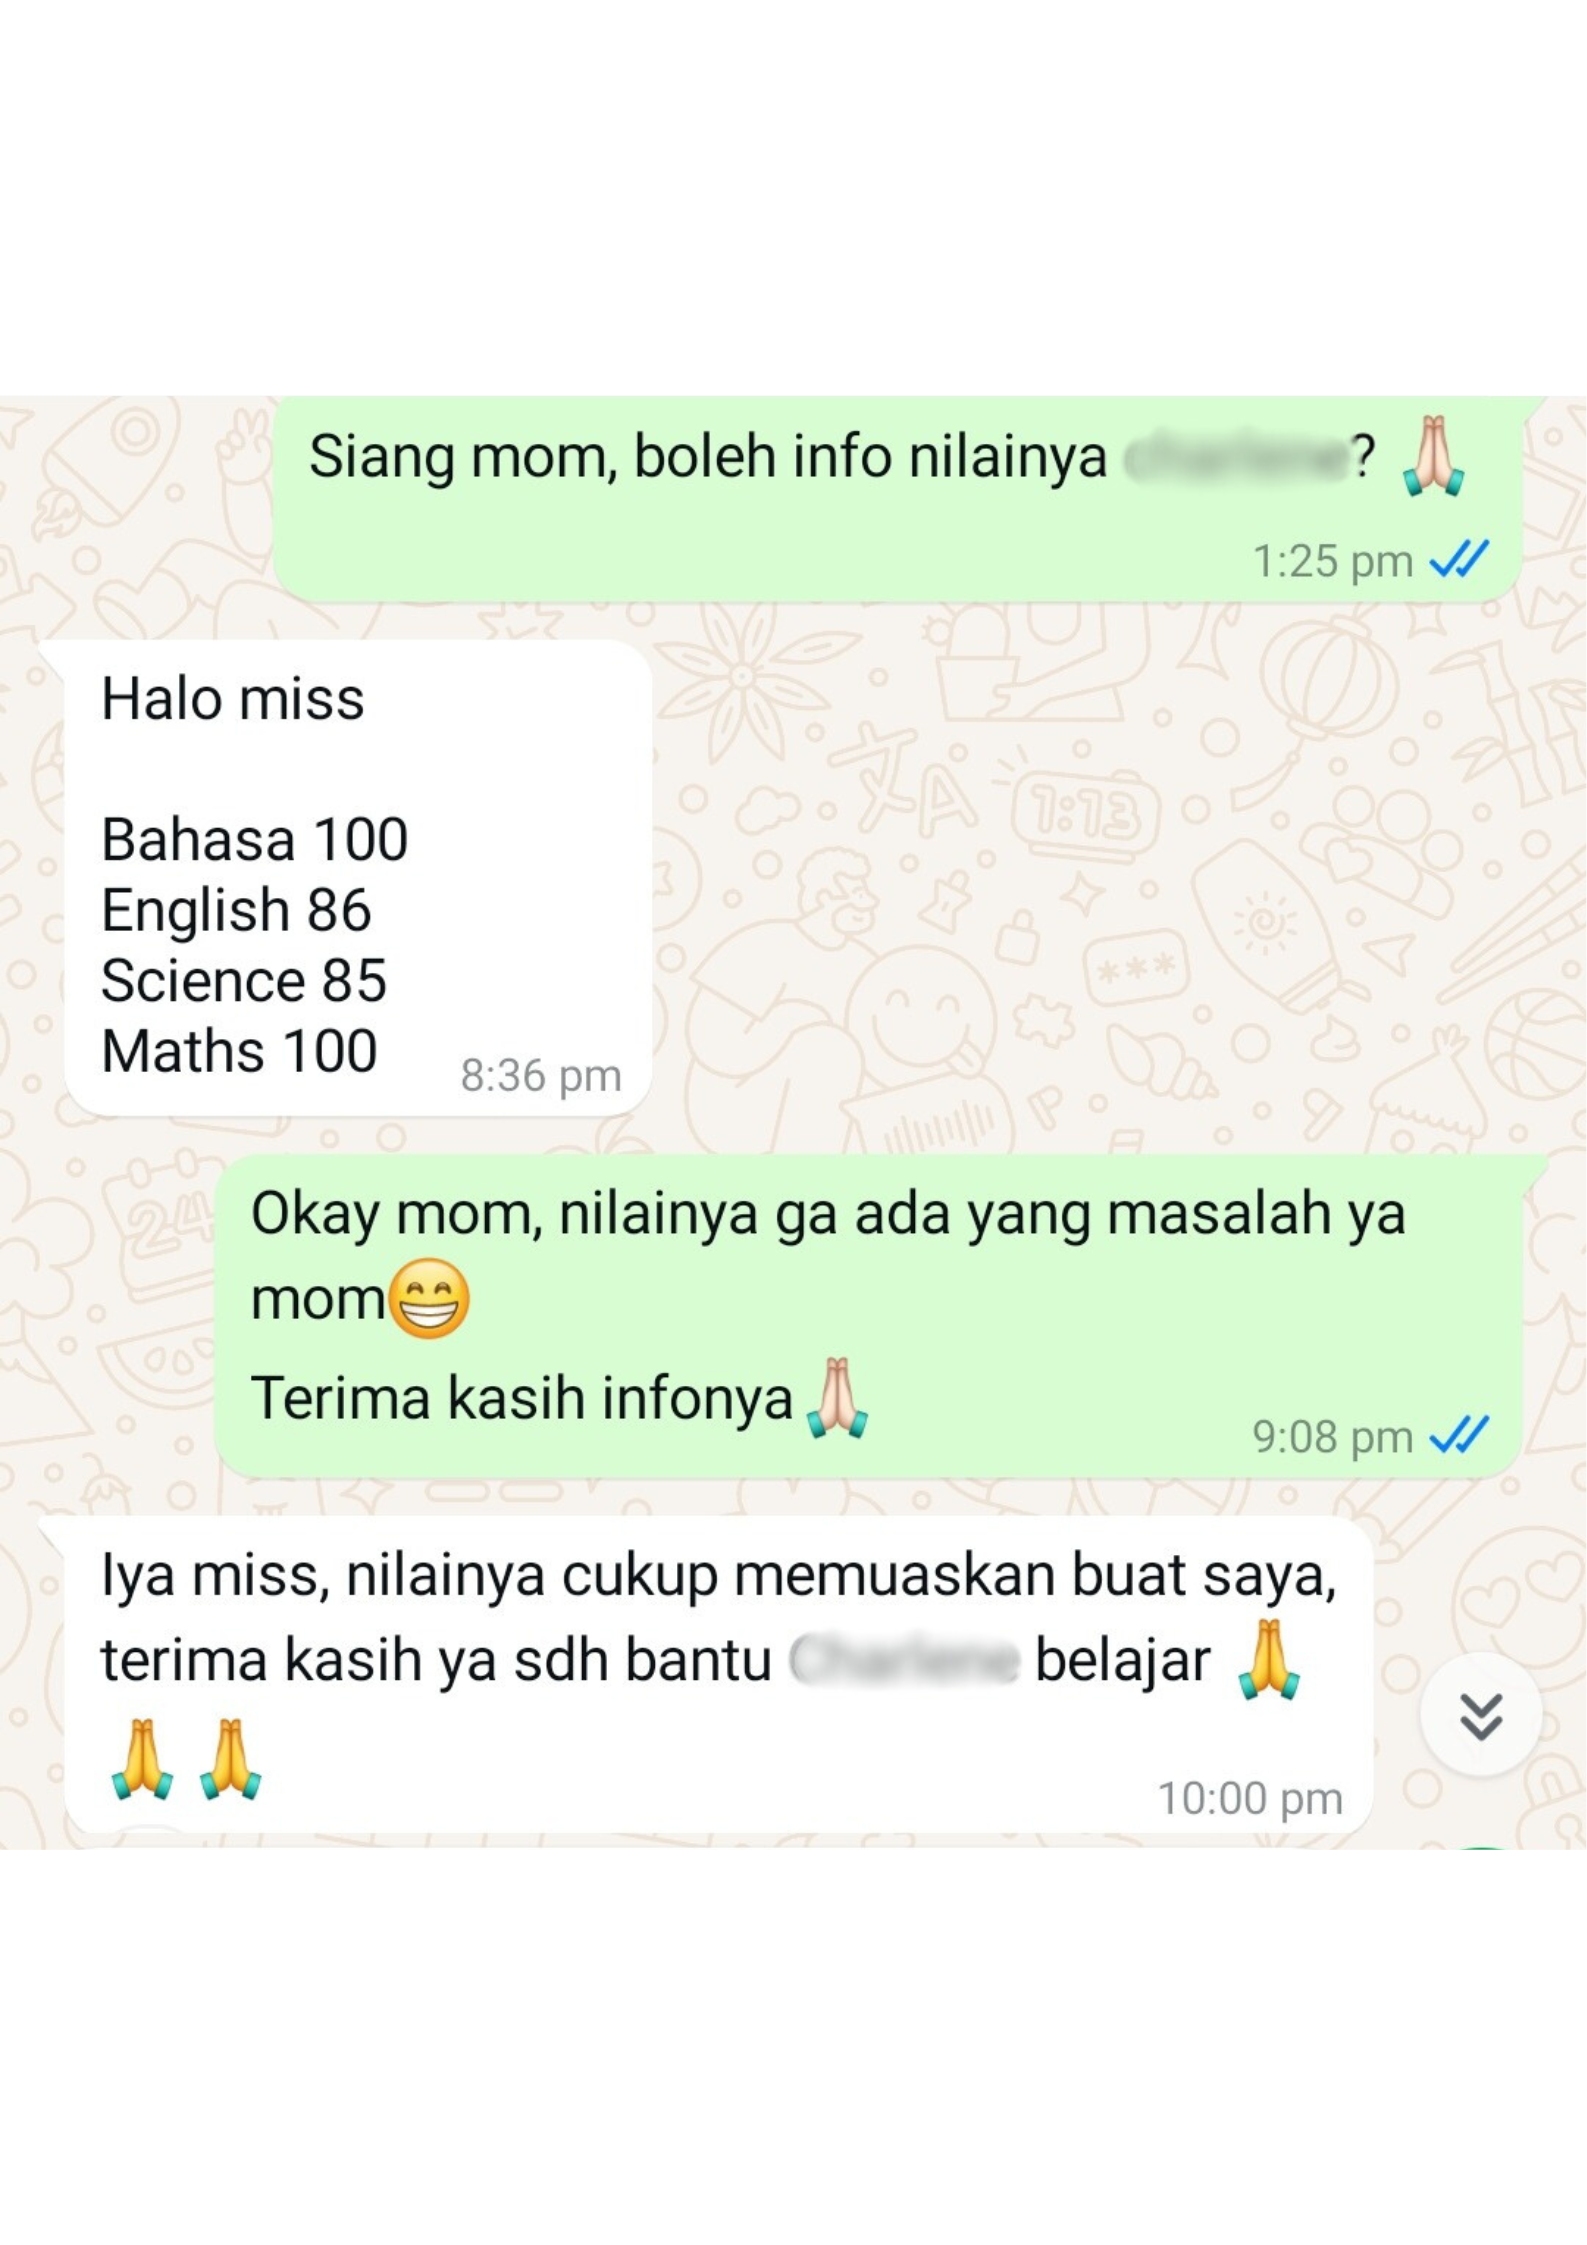 Siang mom, boleh info nilainya ? 🙏🏻
1:25 pm
Halo miss
Bahasa 100
English 86
Science 85
Maths 100
8:36 pm
Okay mom, nilainya ga ada yang masalah ya
mom😁
Terima kasih infonya🙏🏻
9:08 pm
Iya miss, nilainya cukup memuaskan buat saya,
terima kasih ya sdh bantu belajar 🙏
🙏 🙏
10:00 pm